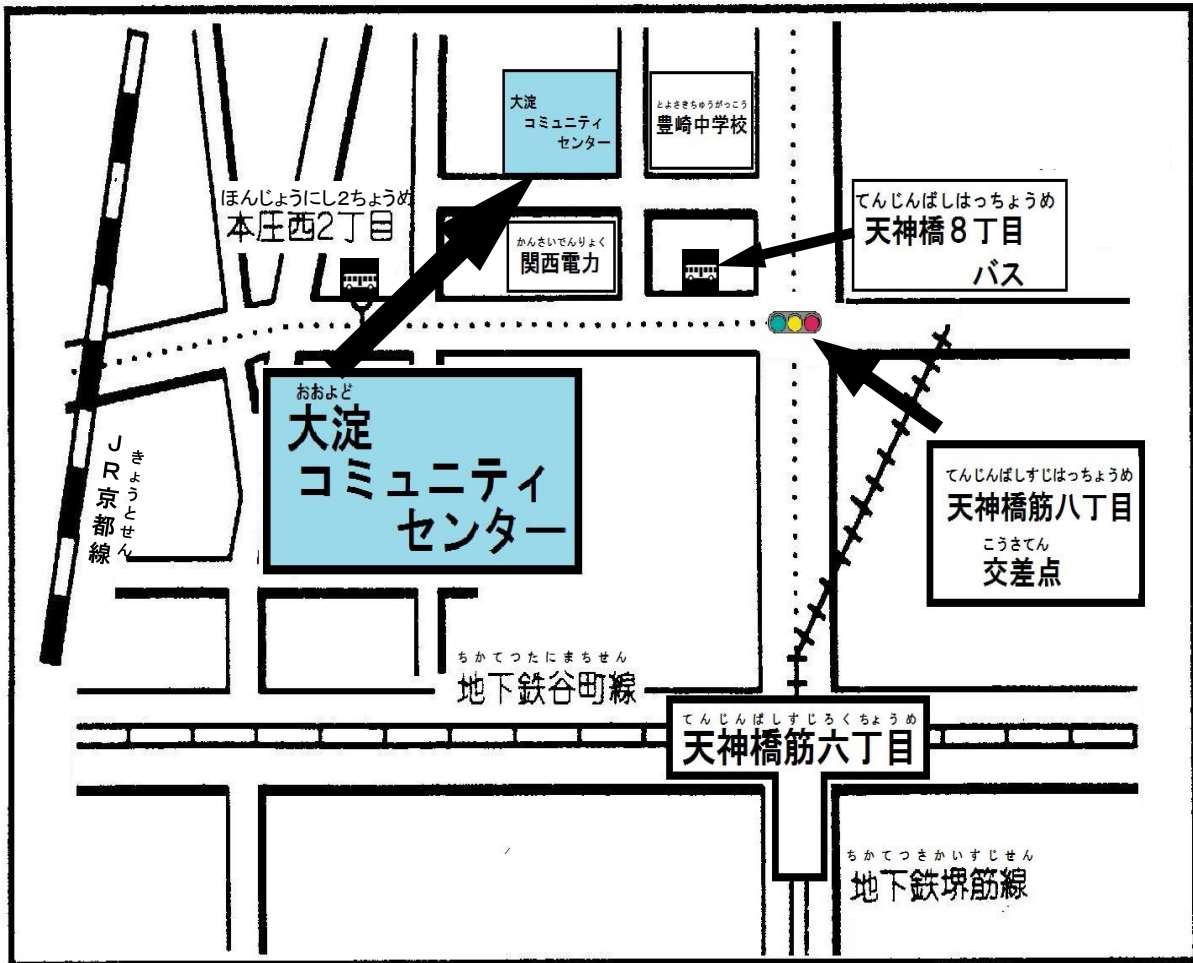 大淀
コミュニティ
センター
とよさきちゅうがっこう
豊崎中学校
ほんじょうにし2ちょうめ
本庄西2丁目
かんさいでんりょく
関西電力
てんじんばしはっちょうめ
天神橋8丁目
バス
おおよど
大淀
コミュニティ
センター
JR京都線
きょうとせん
てんじんばしすじはっちょうめ
天神橋筋八丁目
こうさてん
交差点
ちかてつたにまちせん
地下鉄谷町線
てんじんばしすじろくちょうめ
天神橋筋六丁目
ちかてつさかいすじせん
地下鉄堺筋線